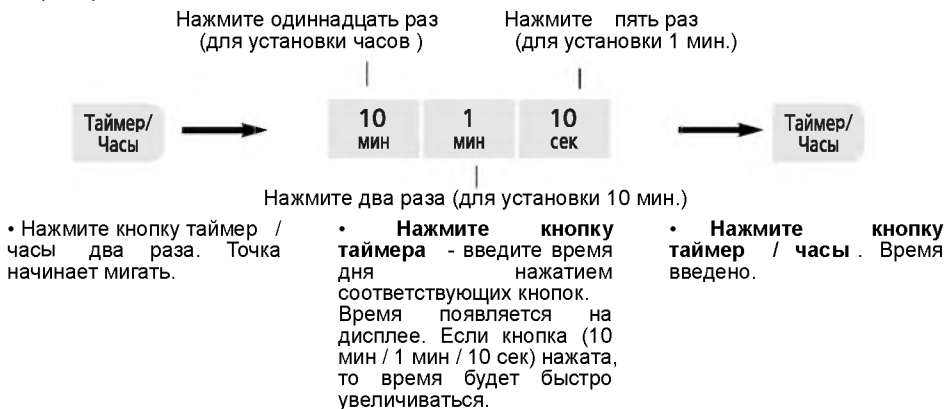 Нажмите одиннадцать раз
(для установки часов )
Нажмите пять раз
(для установки 1 мин.)
Таймер/
Часы
10
мин
1
мин
10
сек
Таймер/
Часы
Нажмите два раза (для установки 10 мин.)
• Нажмите кнопку таймер /
часы два раза. Точка
начинает мигать.
• Нажмите кнопку
таймера - введите время
дня нажатием
соответствующих кнопок.
Время появляется на
дисплее. Если кнопка (10
мин / 1 мин / 10 сек) нажата,
то время будет быстро
увеличиваться.
• Нажмите кнопку
таймер / часы . Время
введено.